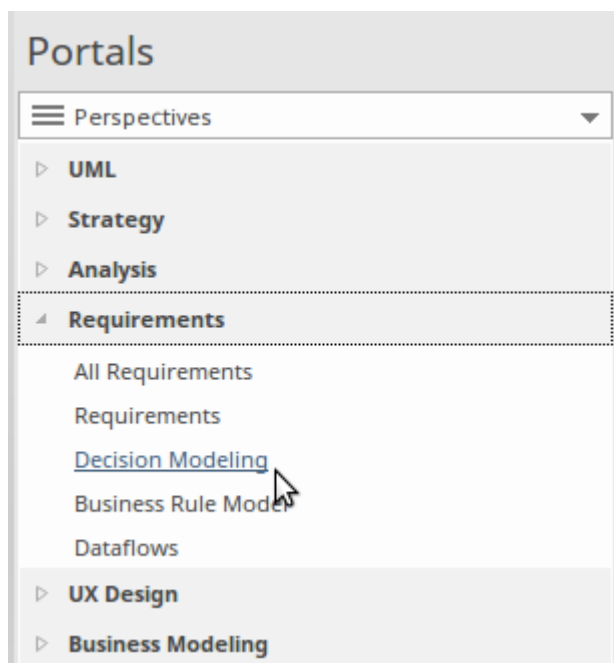 Portals
Perspectives
UML
Strategy
Analysis
Requirements
All Requirements
Requirements
Decision Modeling
Business Rule Model
Dataflows
UX Design
Business Modeling